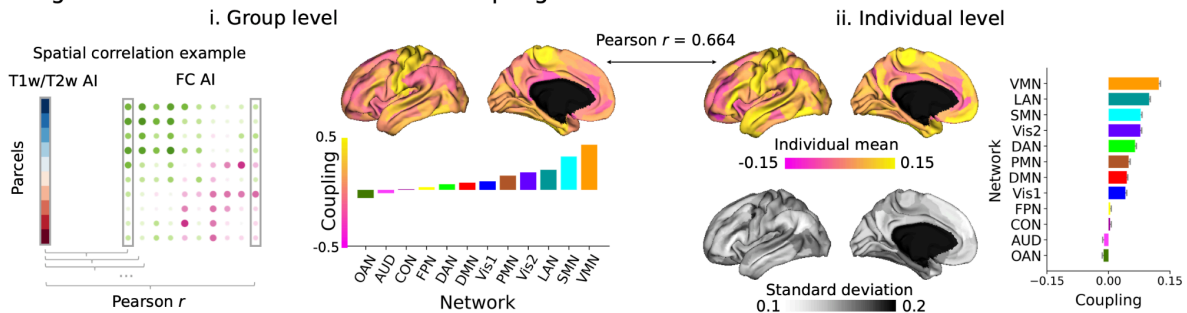 i. Group level
ii. Individual level
Spatial correlation example
T1w/T2w AI
FC AI
Parcels
...
Pearson r
Pearson r = 0.664
0.5
Coupling
-0.5
OAN
AUD
CON
FPN
DAN
DMN
Vis1
PMN
Vis2
LAN
SMN
VMN
Network
Individual mean
-0.15
0.15
Standard deviation
0.1
0.2
Network
VMN
LAN
SMN
Vis2
DAN
PMN
DMN
Vis1
FPN
CON
AUD
OAN
−0.15
0.00
0.15
Coupling